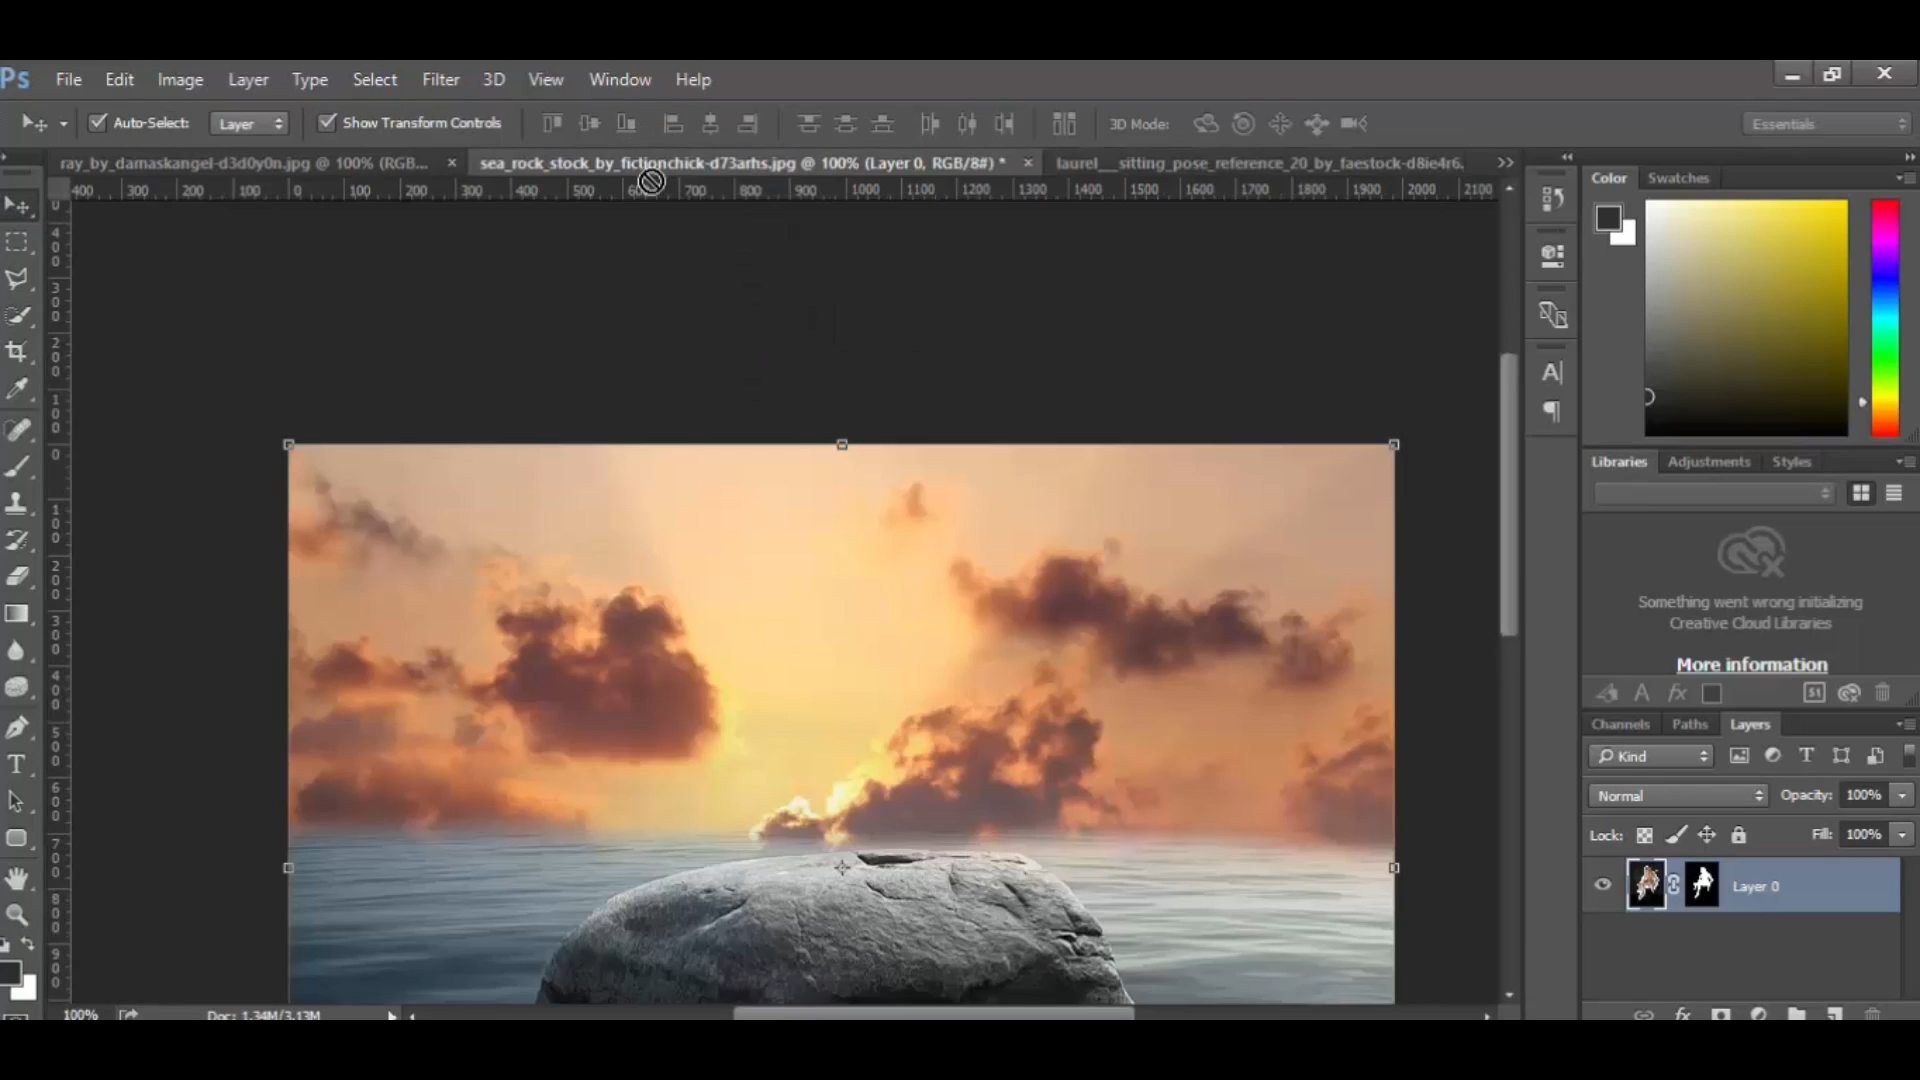 Ps File Edit Image Layer Type Select Filter 3D View Window Help
Auto-Select: Layer Show Transform Controls 3D Mode: Essentials
ray_by_damaskangel-d3d0y0n.jpg @ 100% (RGB... × sea_rock_stock_by_fictionchick-d73arhs.jpg @ 100% (Layer 0, RGB/8#) * × laurel__sitting_pose_reference_20_by_faestock-d8ie4r6. >>
400 300 200 100 0 100 200 300 400 500 700 800 900 1000 1100 1200 1300 1400 1500 1600 1700 1800 1900 2000 2100
Color Swatches
Libraries Adjustments Styles
Something went wrong initializing
Creative Cloud Libraries
More information
Channels Paths Layers
Kind
Normal Opacity: 100%
Lock: Fill: 100%
Layer 0
100% Doc: 1.34M/3.13M